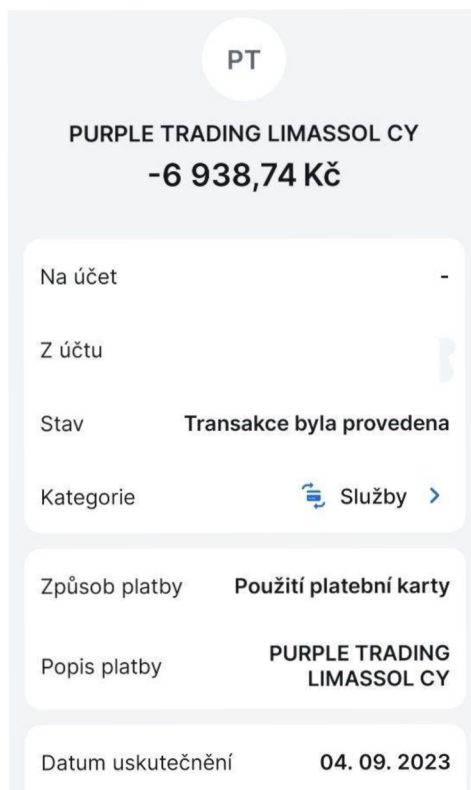 PT
PURPLE TRADING LIMASSOL CY
-6 938,74 Kč
Na účet -
Z účtu
Stav Transakce byla provedena
Kategorie Služby >
Způsob platby Použití platební karty
Popis platby PURPLE TRADING
LIMASSOL CY
Datum uskutečnění 04. 09. 2023